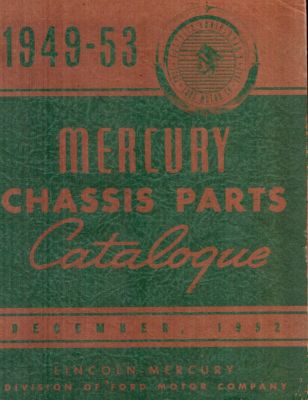 1949-53
MERCURY
CHASSIS PARTS
Catalogue
DECEMBER, 1952
LINCOLN-MERCURY
DIVISION OF FORD MOTOR COMPANY